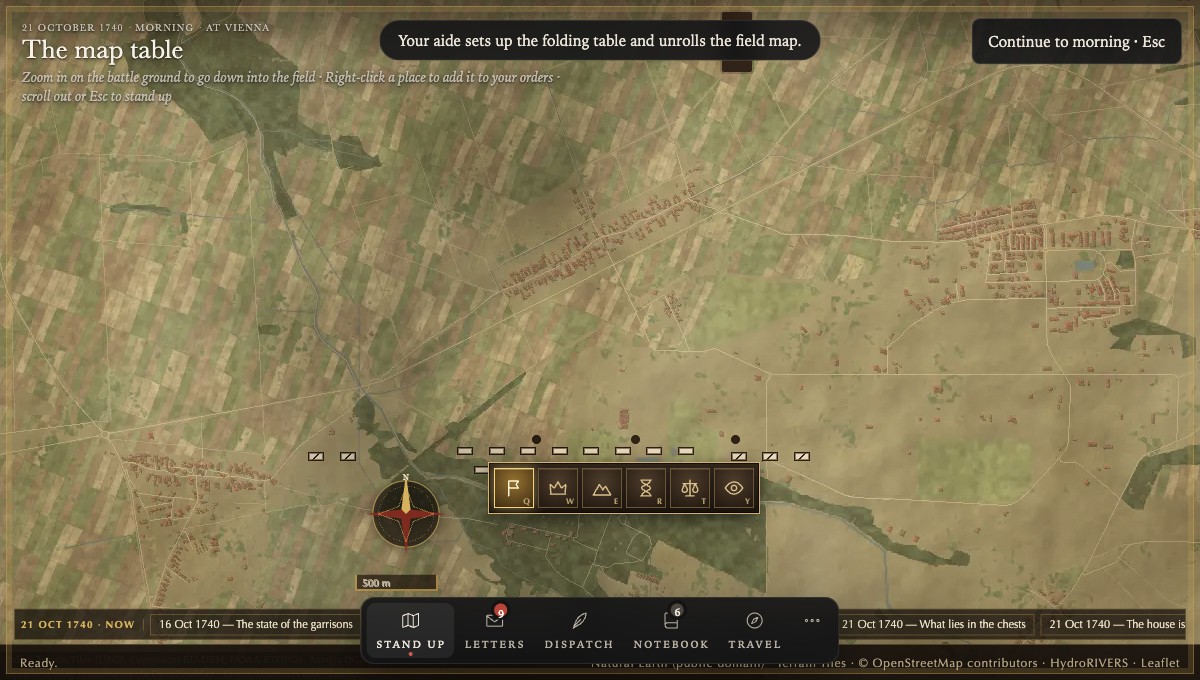 21 OCTOBER 1740 · MORNING · AT VIENNA
The map table
Zoom in on the battle ground to go down into the field · Right-click a place to add it to your orders ·
scroll out or Esc to stand up
Your aide sets up the folding table and unrolls the field map.
Continue to morning · Esc
Q
W
E
R
T
Y
N
500 m
21 OCT 1740 · NOW
16 Oct 1740 — The state of the garrisons
21 Oct 1740 — What lies in the chests
21 Oct 1740 — The house is
STAND UP
9
LETTERS
DISPATCH
6
NOTEBOOK
TRAVEL
Ready.
Natural Earth (public domain) · Terrain Tiles · © OpenStreetMap contributors · HydroRIVERS · Leaflet